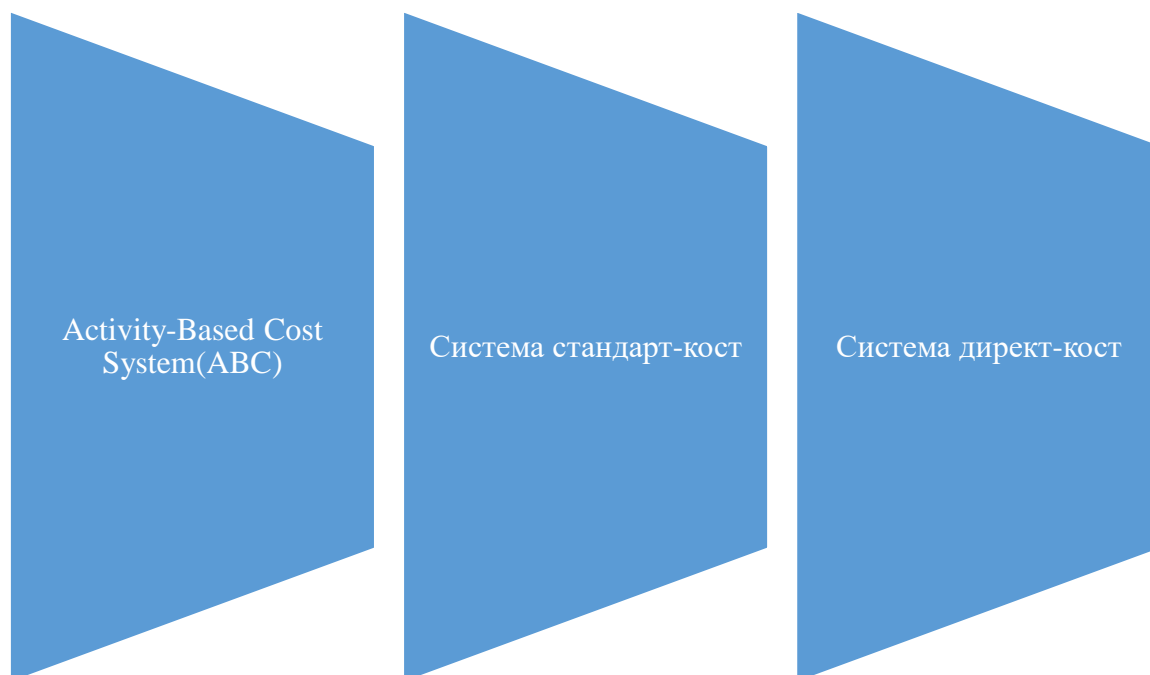 Activity-Based Cost
System(ABC)
Система стандарт-кост
Система директ-кост